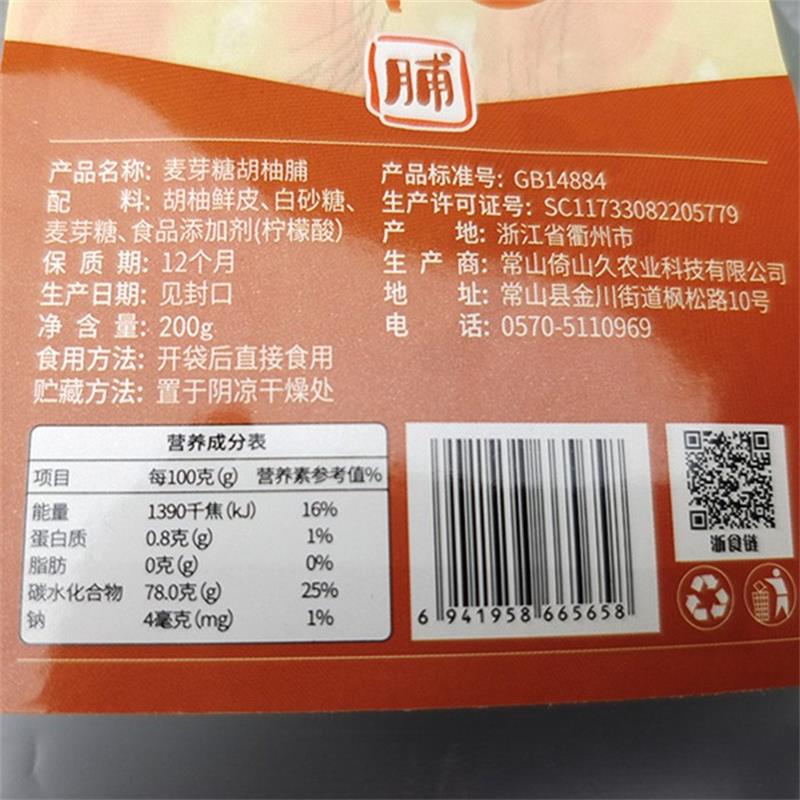 脯
产品名称: 麦芽糖胡柚脯
配 料: 胡柚鲜皮、白砂糖、
麦芽糖、食品添加剂(柠檬酸)
保 质 期: 12个月
生产日期: 见封口
净 含 量: 200g
食用方法: 开袋后直接食用
贮藏方法: 置于阴凉干燥处
产品标准号: GB14884
生产许可证号: SC11733082205779
产 地: 浙江省衢州市
生 产 商: 常山倚山久农业科技有限公司
地 址: 常山县金川街道枫松路10号
电 话: 0570-5110969
营养成分表
项目 每100克(g) 营养素参考值%
能量 1390千焦(kJ) 16%
蛋白质 0.8克(g) 1%
脂肪 0克(g) 0%
碳水化合物 78.0克(g) 25%
钠 4毫克(mg) 1%
6 941958 665658
浙食链